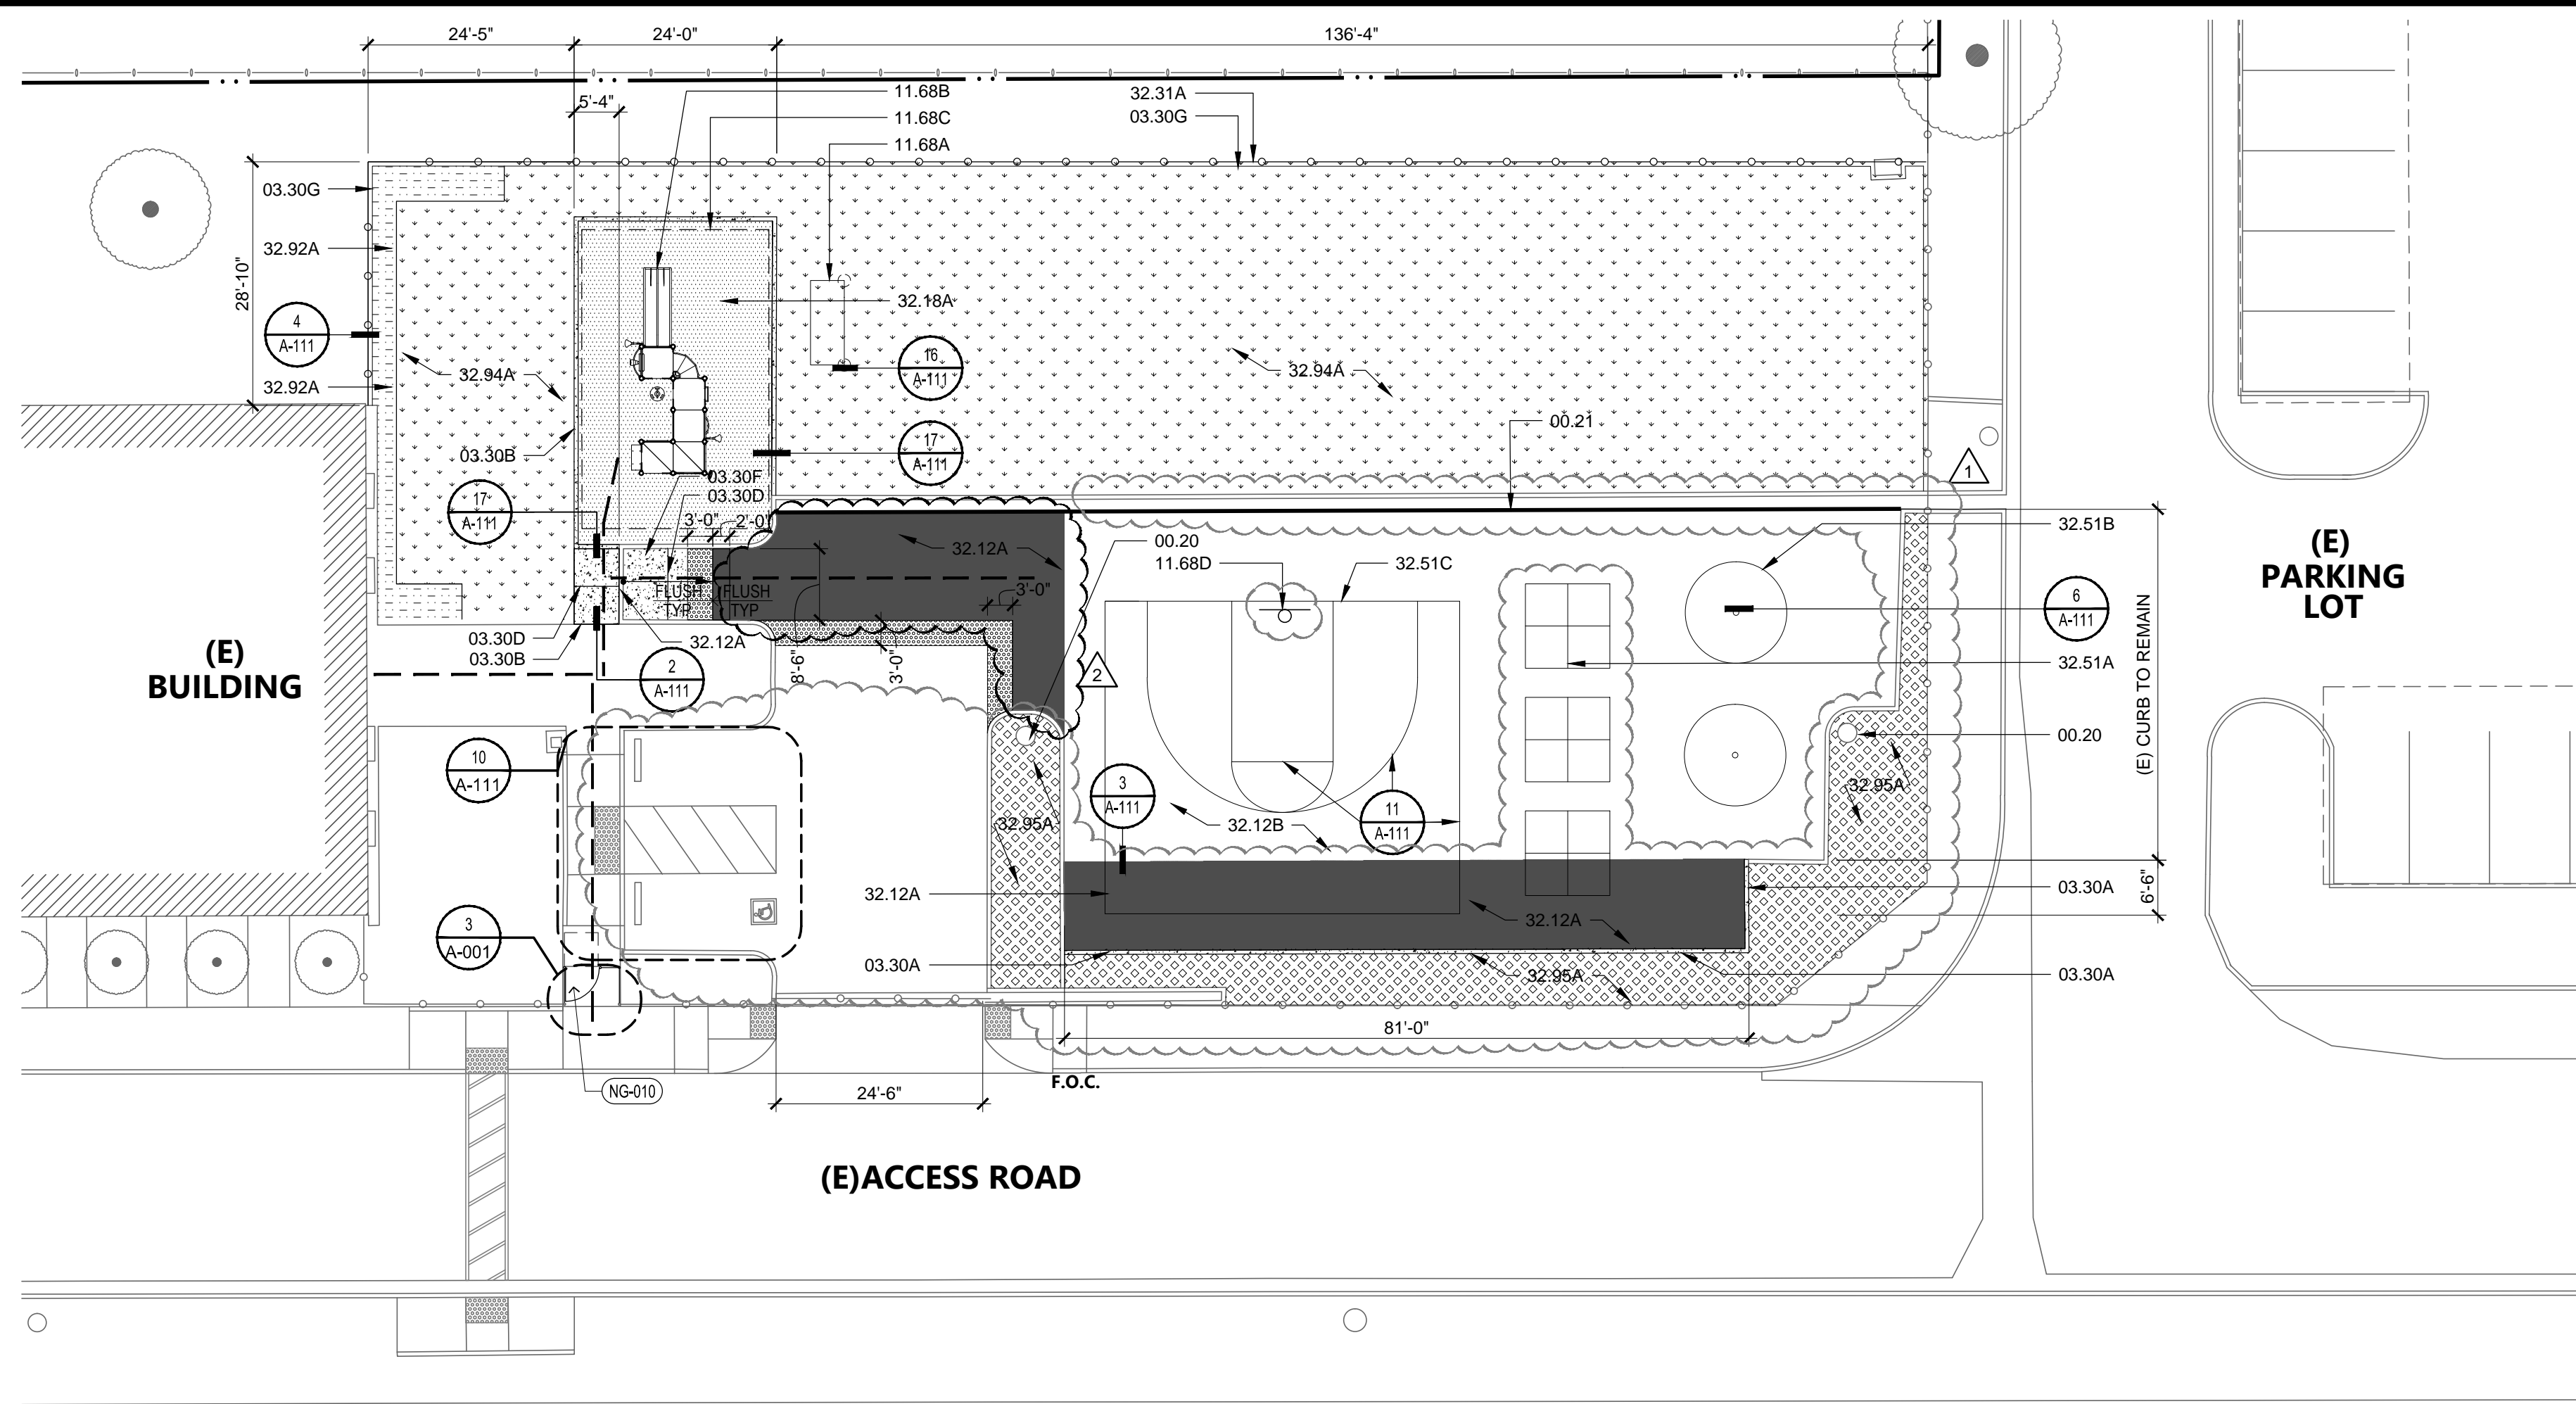 24'-5"
24'-0"
136'-4"
5'-4"
11.68B
11.68C
11.68A
32.31A
03.30G
03.30G
32.92A
28'-10"
4
A-111
32.92A
32.94A
32.18A
16
A-111
32.94A
00.21
1
03.30B
17
A-111
03.30F
03.30D
17
A-111
3'-0"
2'-0"
32.12A
00.20
11.68D
32.51C
32.51B
(E)
PARKING
LOT
FLUSH
TYP
FLUSH
TYP
3'-0"
6
A-111
(E) CURB TO REMAIN
03.30D
03.30B
32.12A
8'-6"
3'-0"
(E)
BUILDING
2
A-111
2
32.51A
00.20
10
A-111
3
A-111
32.95A
32.12B
11
A-111
32.95A
32.12A
32.12A
03.30A
6'-6"
3
A-001
03.30A
32.95A
03.30A
81'-0"
NG-010
24'-6"
F.O.C.
(E)ACCESS ROAD